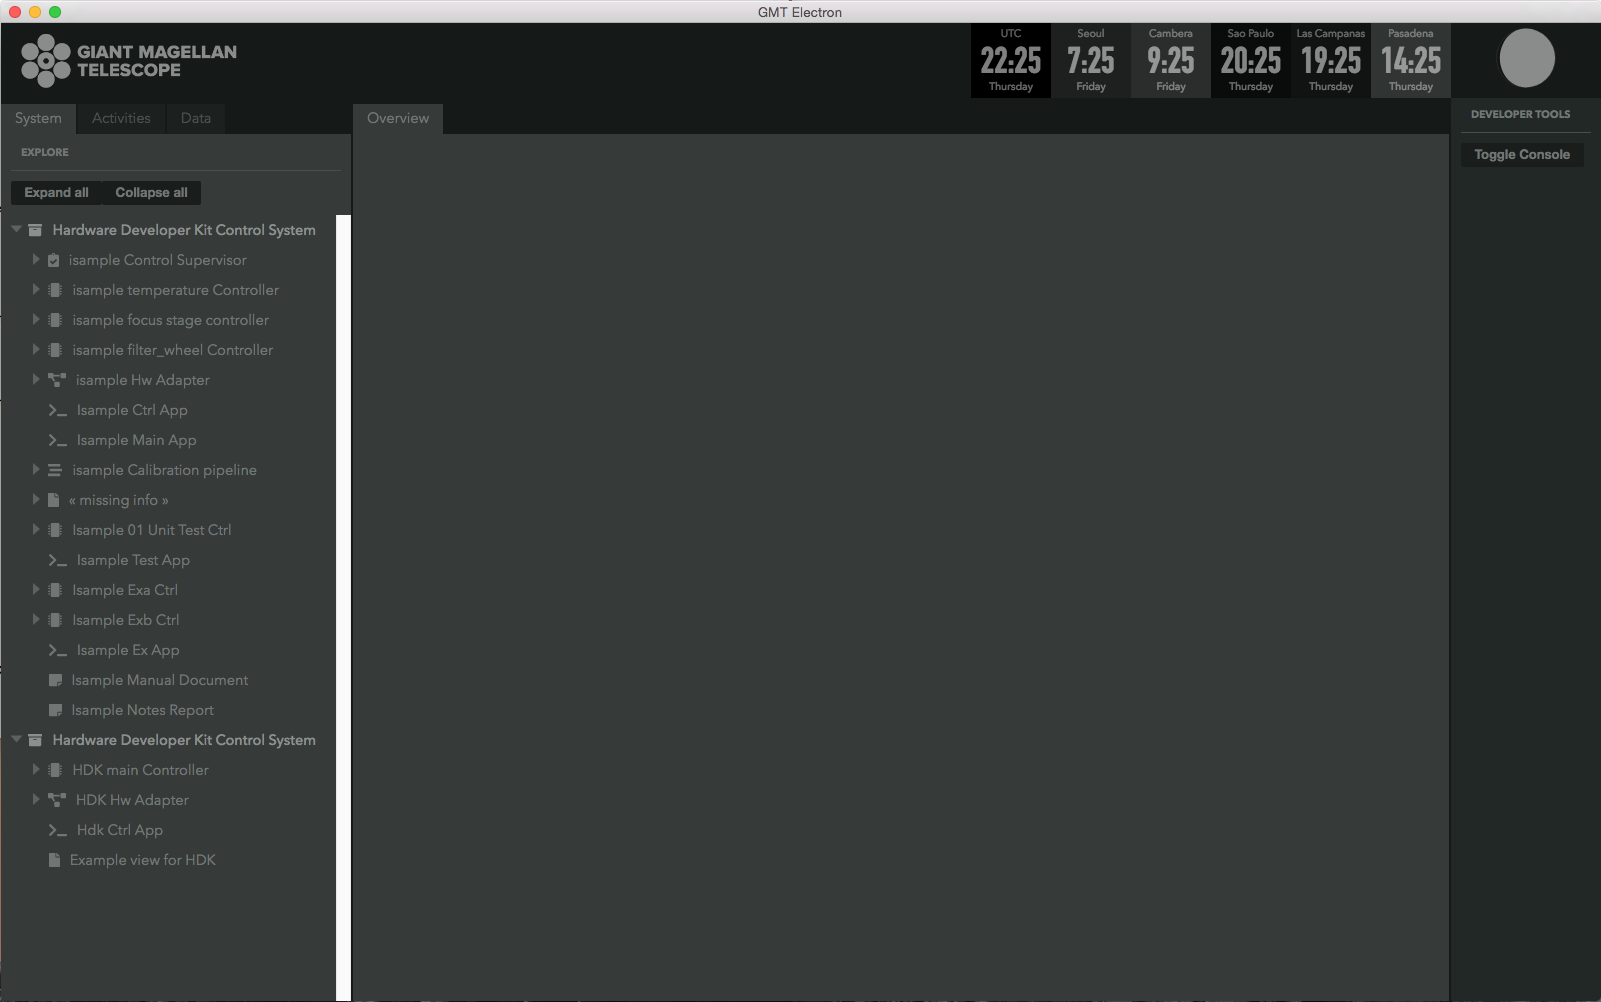 GMT Electron
GIANT MAGELLAN
TELESCOPE
UTC
22:25
Thursday
Seoul
7:25
Friday
Cambera
9:25
Friday
Sao Paulo
20:25
Thursday
Las Campanas
19:25
Thursday
Pasadena
14:25
Thursday
System
Activities
Data
Overview
DEVELOPER TOOLS
Toggle Console
EXPLORE
Expand all
Collapse all
Hardware Developer Kit Control System
isample Control Supervisor
isample temperature Controller
isample focus stage controller
isample filter_wheel Controller
isample Hw Adapter
Isample Ctrl App
Isample Main App
isample Calibration pipeline
« missing info »
Isample 01 Unit Test Ctrl
Isample Test App
Isample Exa Ctrl
Isample Exb Ctrl
Isample Ex App
Isample Manual Document
Isample Notes Report
Hardware Developer Kit Control System
HDK main Controller
HDK Hw Adapter
Hdk Ctrl App
Example view for HDK